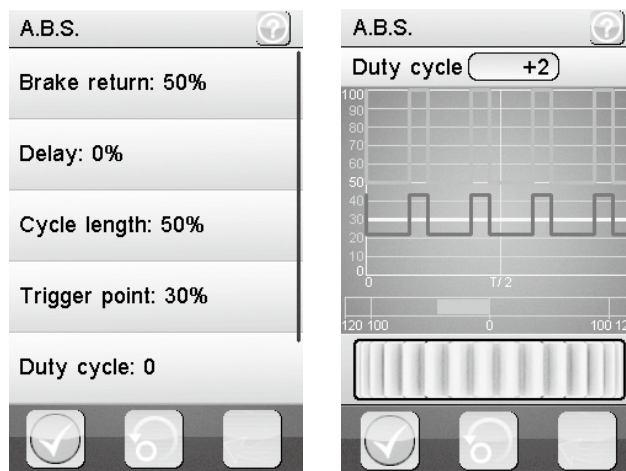 A.B.S.
Brake return: 50%
Delay: 0%
Cycle length: 50%
Trigger point: 30%
Duty cycle: 0
A.B.S.
Duty cycle +2
100
90
80
70
60
50
40
30
20
10
0
0 T/2
120 100 0 100 12